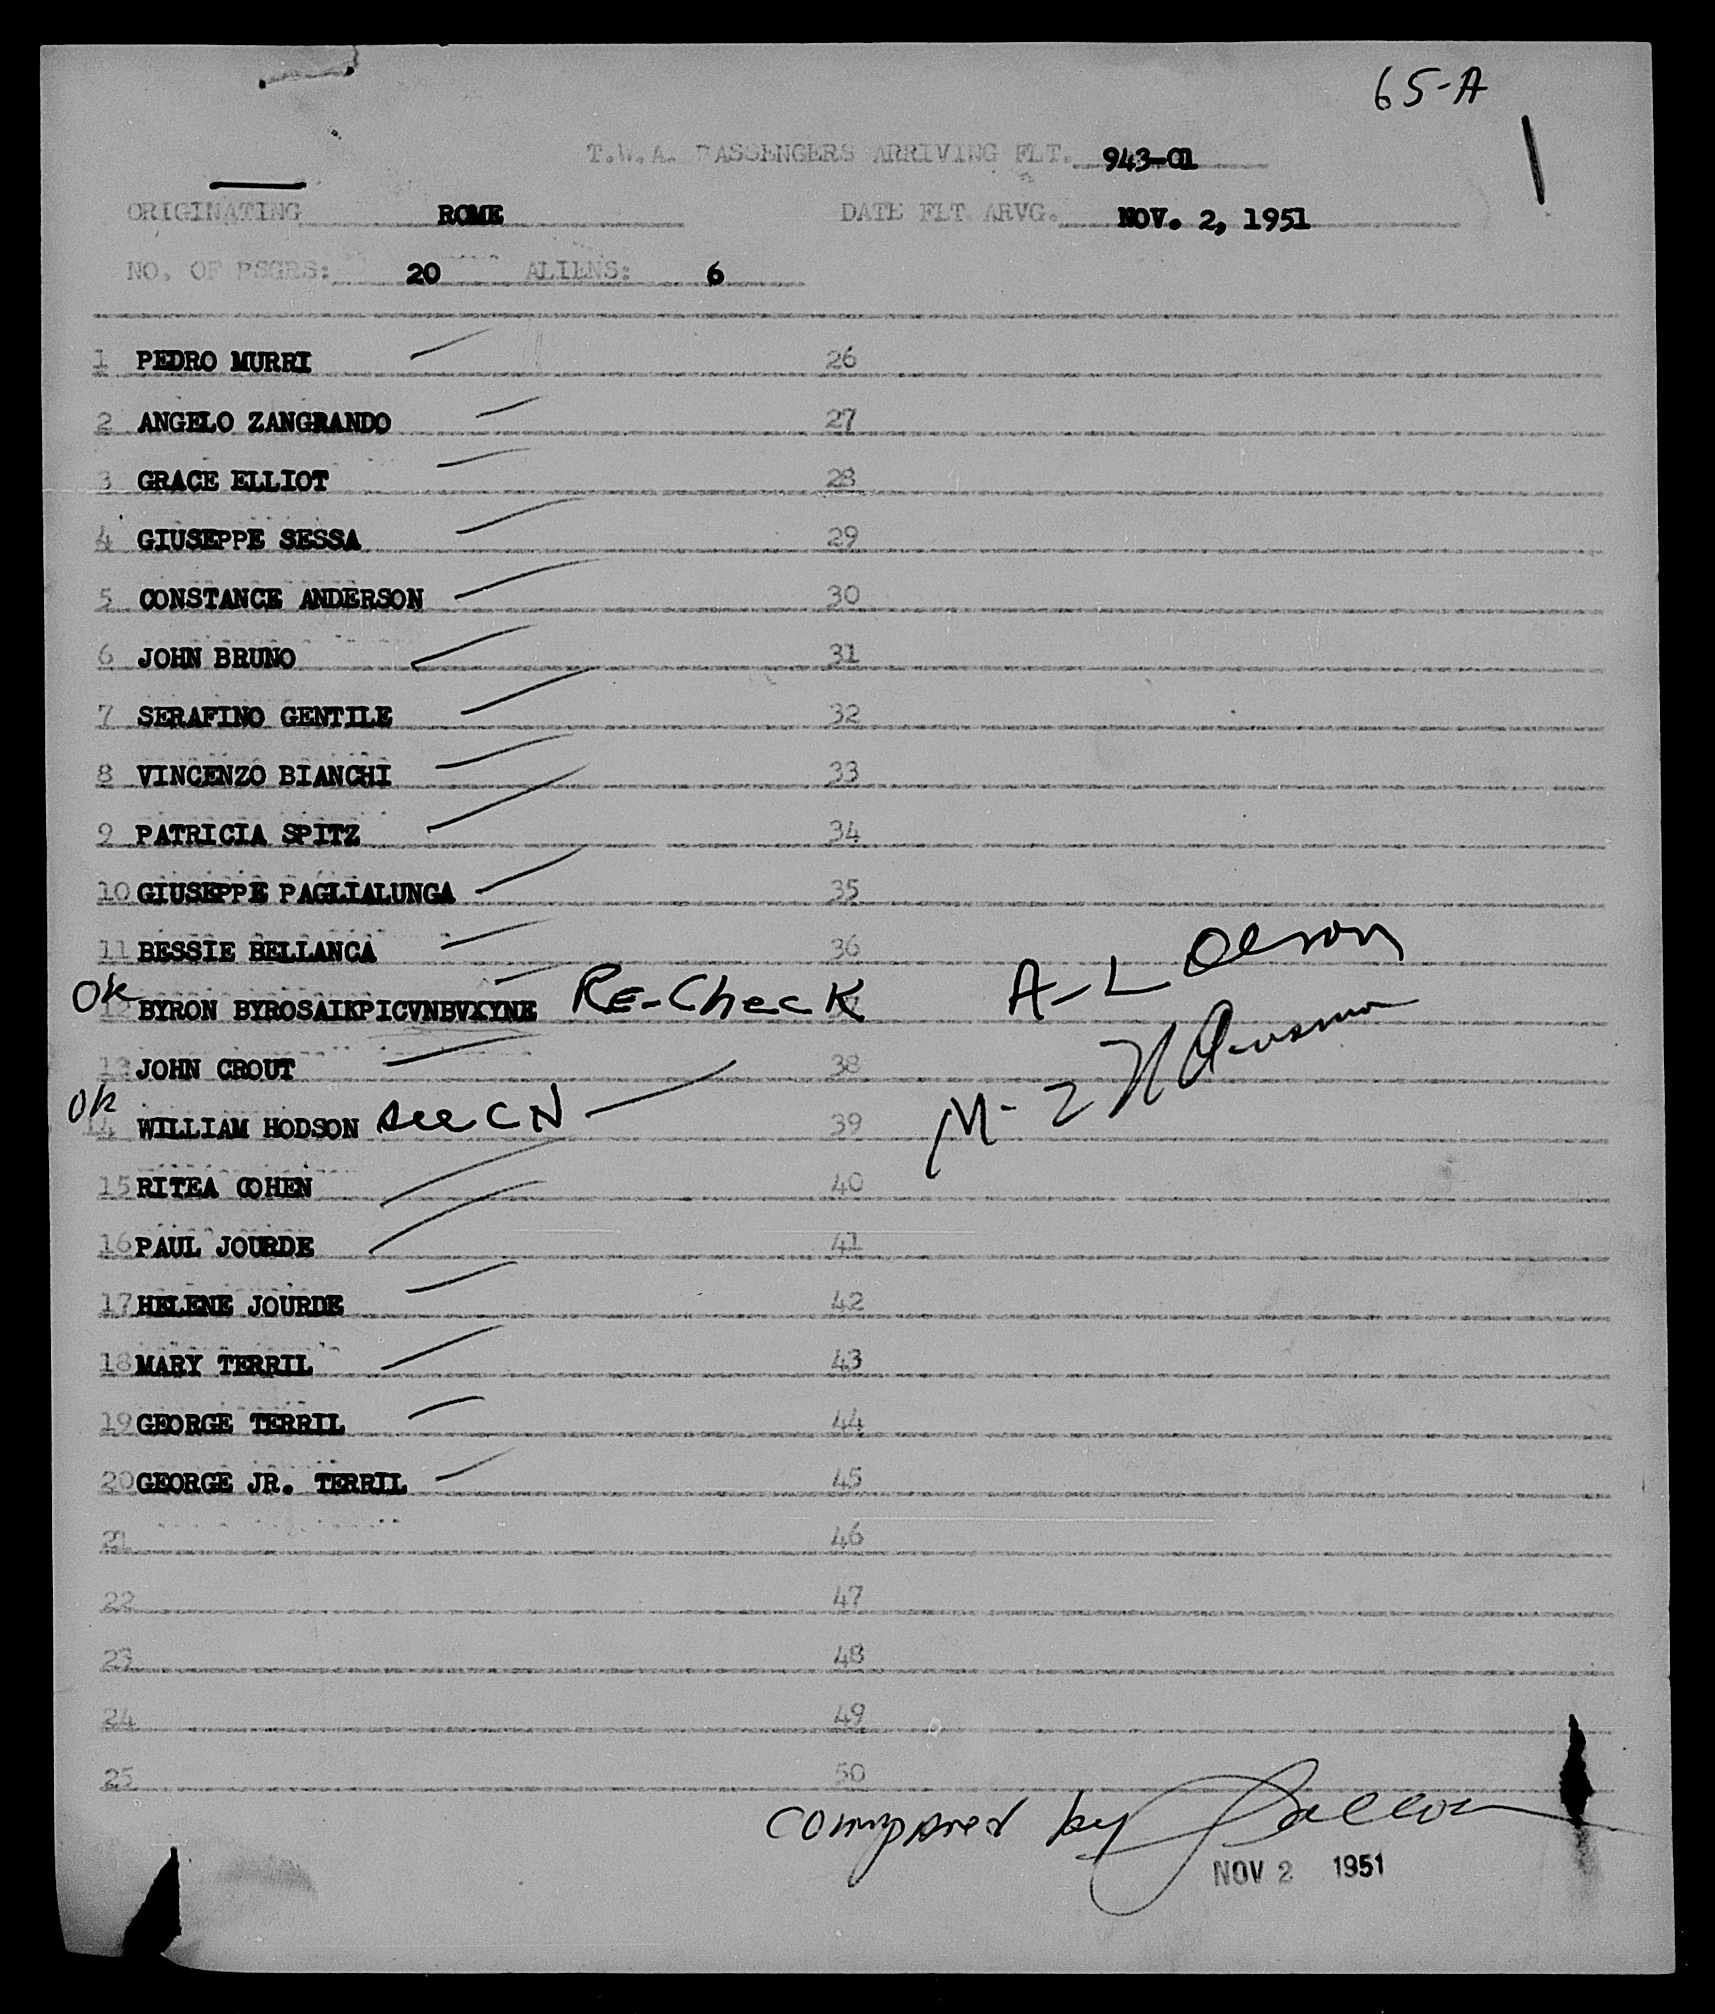 65-A
T.W.A. PASSENGERS ARRIVING FLT. 943-01
ORIGINATING ROME DATE FLT ARVG. NOV. 2, 1951
NO. OF PSGRS: 20 ALIENS: 6
1 PEDRO MURRI 26
2 ANGELO ZANGRANDO 27
3 GRACE ELLIOT 28
4 GIUSEPPE SESSA 29
5 CONSTANCE ANDERSON 30
6 JOHN BRUNO 31
7 SERAFINO GENTILE 32
8 VINCENZO BIANCHI 33
9 PATRICIA SPITZ 34
10 GIUSEPPE PAGLIALUNGA 35
11 BESSIE BELLANCA 36
OK 12 BYRON RE-Check A-L Olson
13 JOHN CROUT 38
OK 14 WILLIAM HODSON see CN 39 M-Z
15 RITEA COHEN 40
16 PAUL JOURDE 41
17 HELENE JOURDE 42
18 MARY TERRIL 43
19 GEORGE TERRIL 44
20 GEORGE JR. TERRIL 45
21 46
22 47
23 48
24 49
25 50
compared by
NOV 2 1951